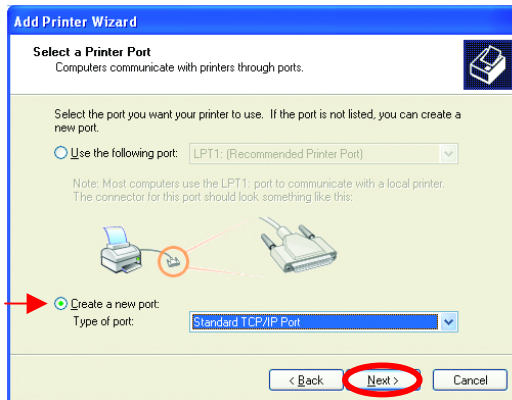 Add Printer Wizard
Select a Printer Port
Computers communicate with printers through ports.
Select the port you want your printer to use. If the port is not listed, you can create a
new port.
Use the following port: LPT1: (Recommended Printer Port)
Note: Most computers use the LPT1: port to communicate with a local printer.
The connector for this port should look something like this:
Create a new port:
Type of port: Standard TCP/IP Port
< Back Next > Cancel